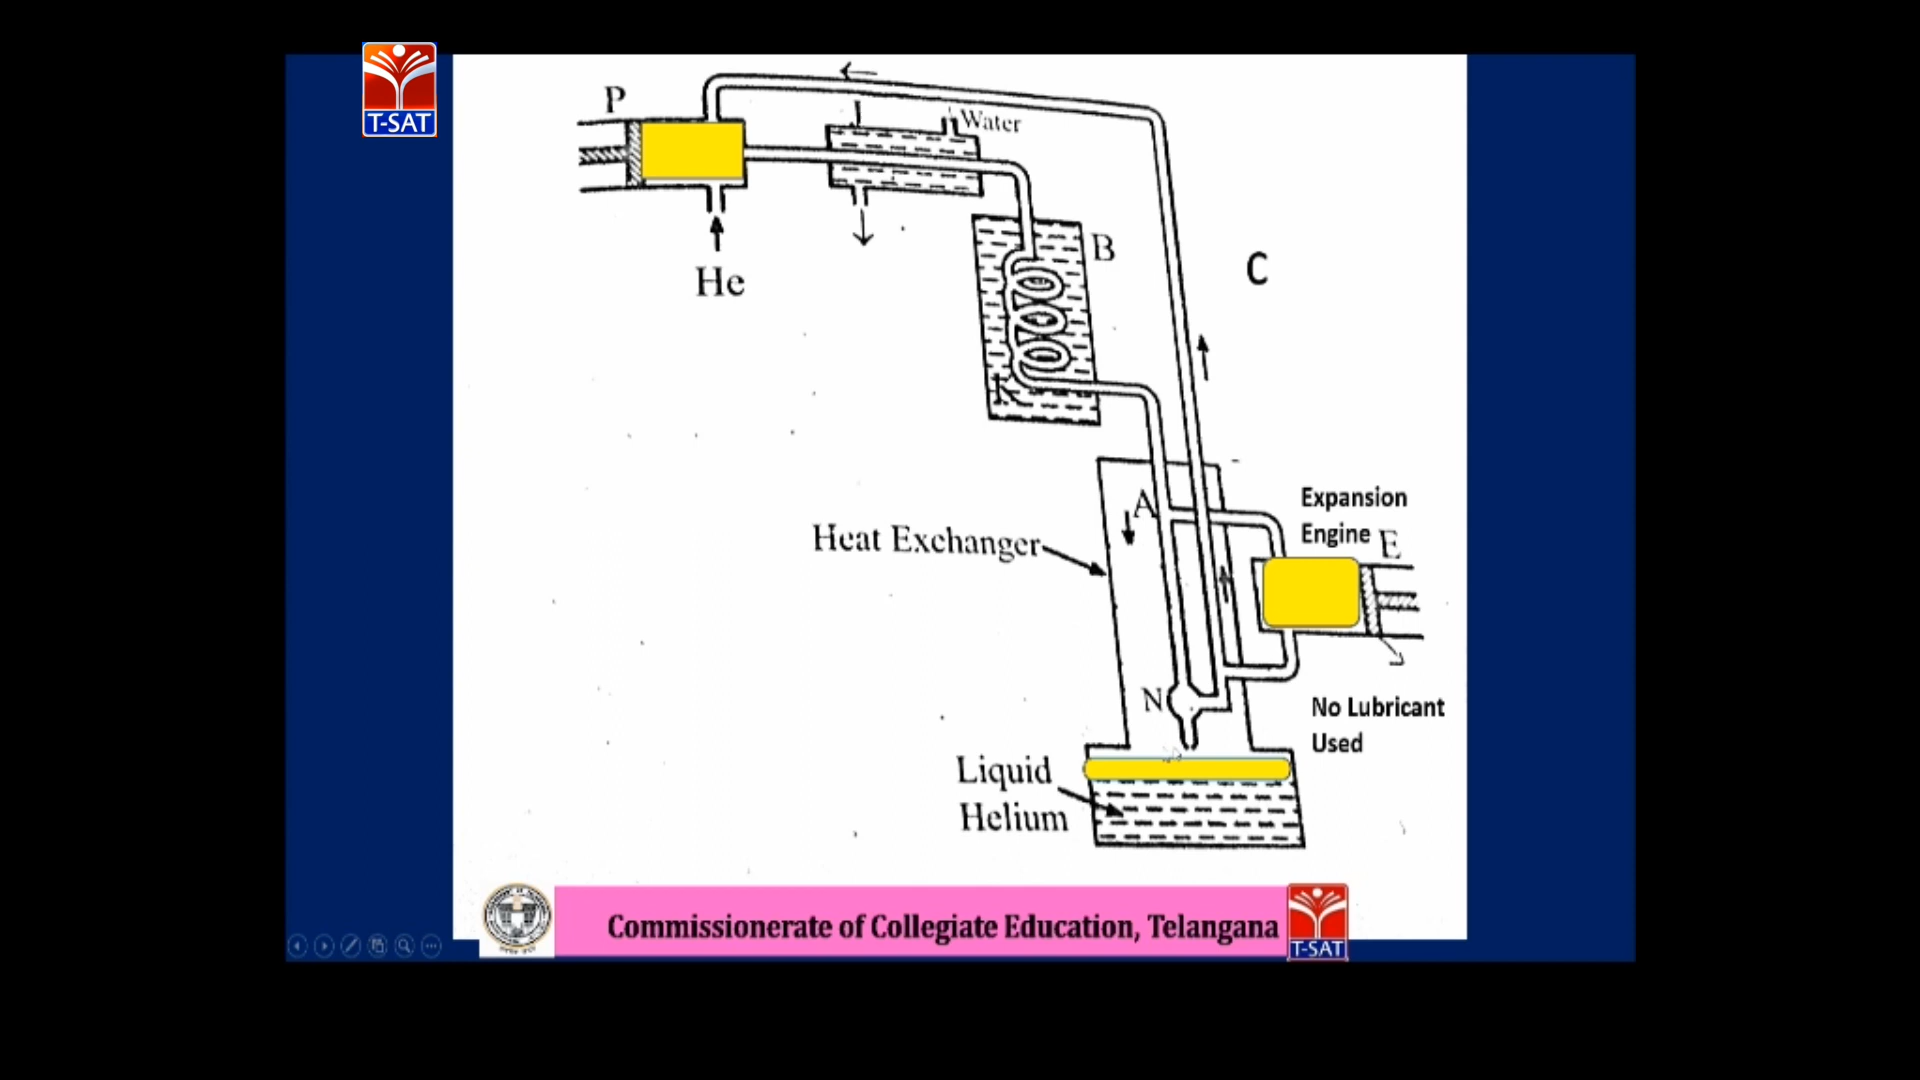 T-SAT
P
Water
He
B
C
K
A
Expansion
Engine
E
Heat Exchanger
N
No Lubricant
Used
Liquid
Helium
Commissionerate of Collegiate Education, Telangana
T-SAT